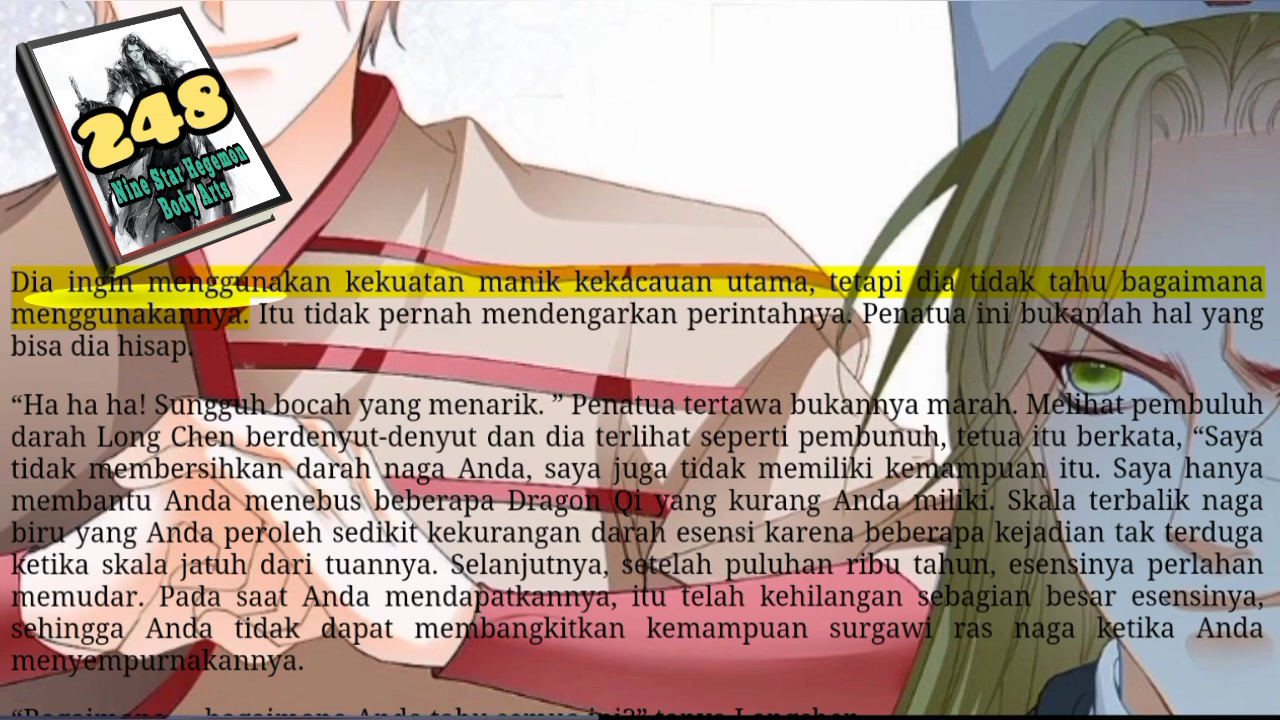 248
Nine Star Hegemon
Body Arts
Dia ingin menggunakan kekuatan manik kekacauan utama, tetapi dia tidak tahu bagaimana
menggunakannya. Itu tidak pernah mendengarkan perintahnya. Penatua ini bukanlah hal yang
bisa dia hisap.
“Ha ha ha! Sungguh bocah yang menarik. ” Penatua tertawa bukannya marah. Melihat pembuluh
darah Long Chen berdenyut-denyut dan dia terlihat seperti pembunuh, tetua itu berkata, “Saya
tidak membersihkan darah naga Anda, saya juga tidak memiliki kemampuan itu. Saya hanya
membantu Anda menebus beberapa Dragon Qi yang kurang Anda miliki. Skala terbalik naga
biru yang Anda peroleh sedikit kekurangan darah esensi karena beberapa kejadian tak terduga
ketika skala jatuh dari tuannya. Selanjutnya, setelah puluhan ribu tahun, esensinya perlahan
memudar. Pada saat Anda mendapatkannya, itu telah kehilangan sebagian besar esensinya,
sehingga Anda tidak dapat membangkitkan kemampuan surgawi ras naga ketika Anda
menyempurnakannya.
bagaimana Anda tahu semua ini?” tanya